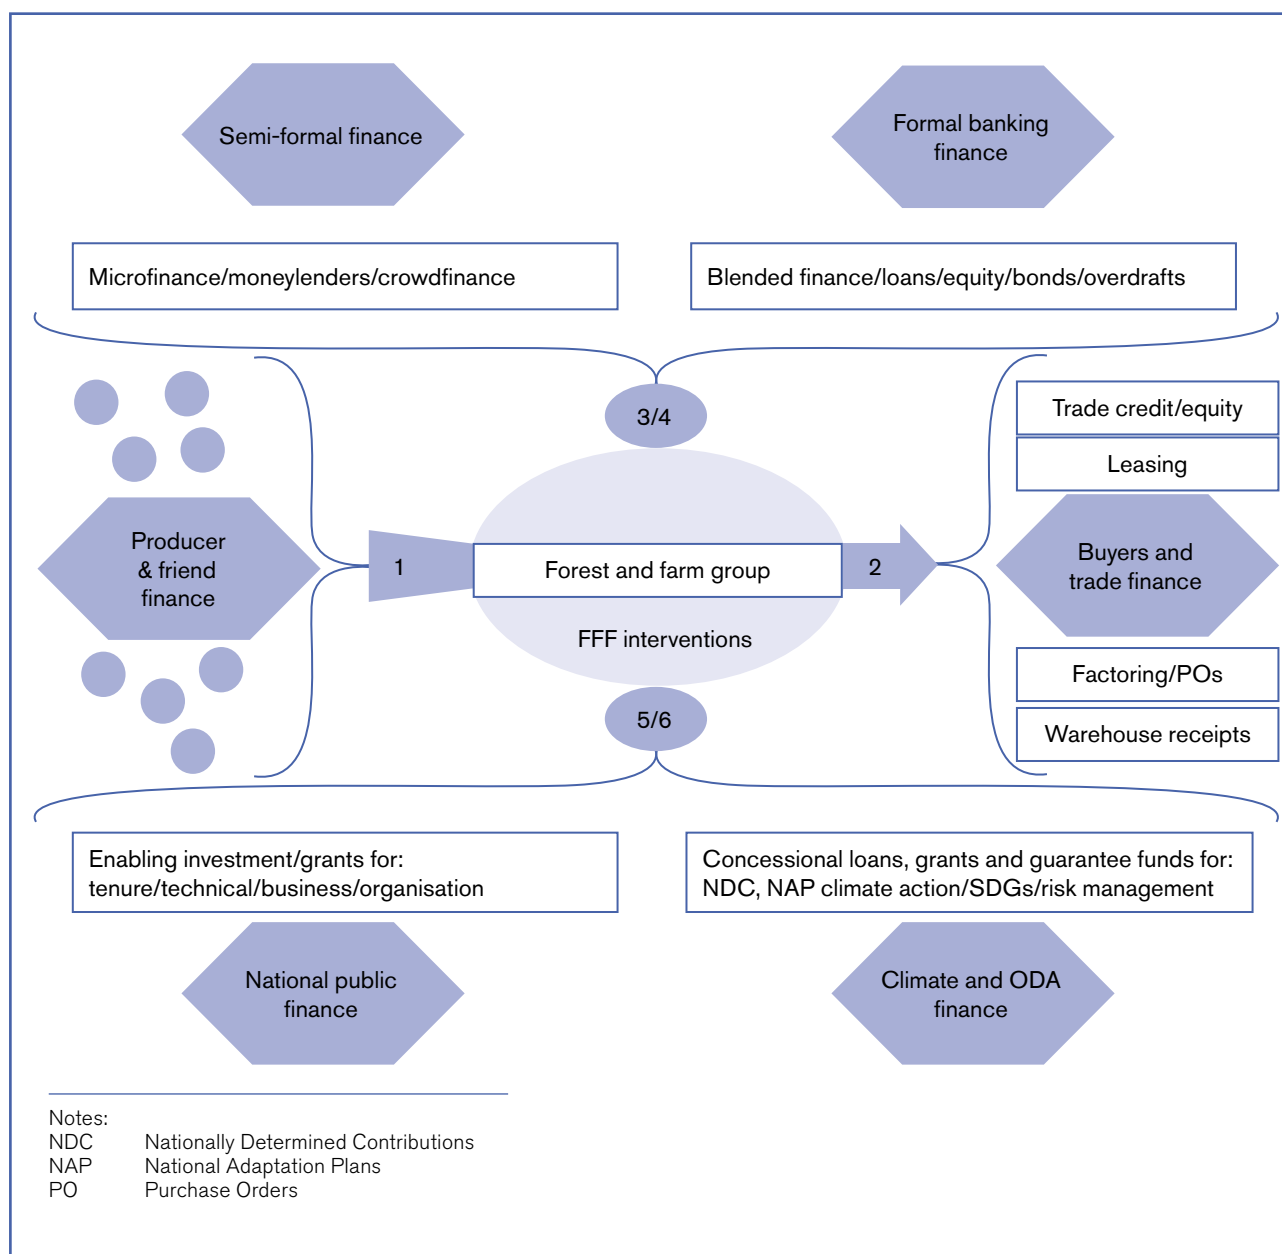 Semi-formal finance
Formal banking
finance
Microfinance/moneylenders/crowdfinance
Blended finance/loans/equity/bonds/overdrafts
3/4
Trade credit/equity
Leasing
Producer
& friend
finance
1
Forest and farm group
2
Buyers and
trade finance
FFF interventions
Factoring/POs
5/6
Warehouse receipts
Enabling investment/grants for:
tenure/technical/business/organisation
Concessional loans, grants and guarantee funds for:
NDC, NAP climate action/SDGs/risk management
National public
finance
Climate and ODA
finance
Notes:
NDC Nationally Determined Contributions
NAP National Adaptation Plans
PO Purchase Orders